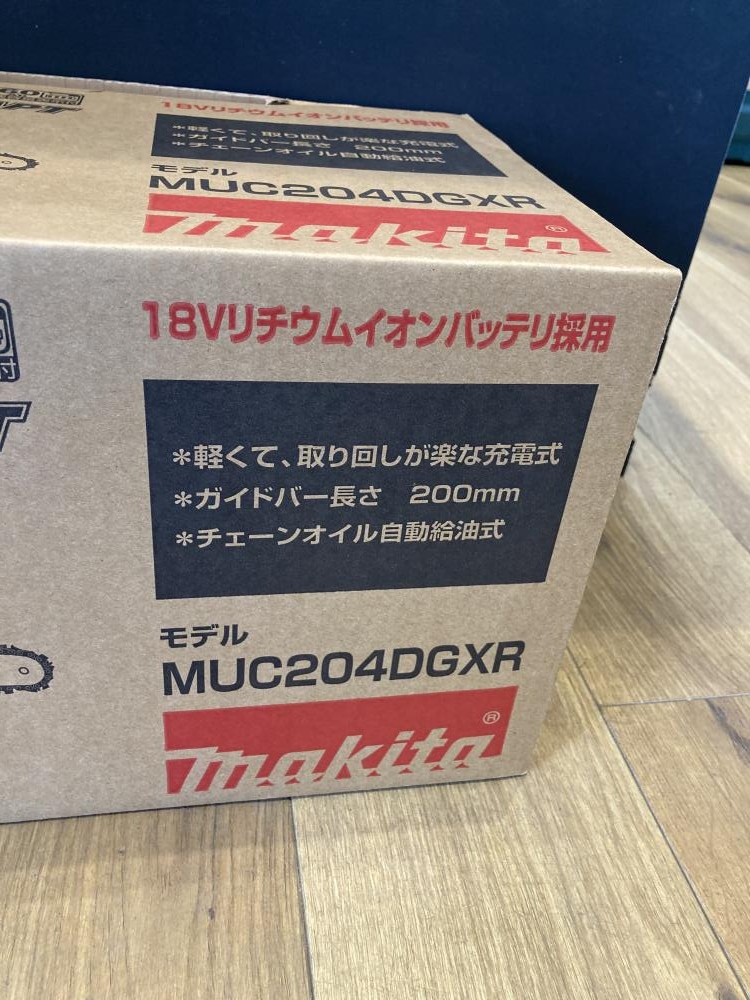 18Vリチウムイオンバッテリ採用
*軽くて、取り回しが楽な充電式
*ガイドバー長さ 200mm
*チェーンオイル自動給油式
モデル
MUC204DGXR
makita®
18Vリチウムイオンバッテリ採用
*軽くて、取り回しが楽な充電式
*ガイドバー長さ 200mm
*チェーンオイル自動給油式
モデル
MUC204DGXR
makita®
付